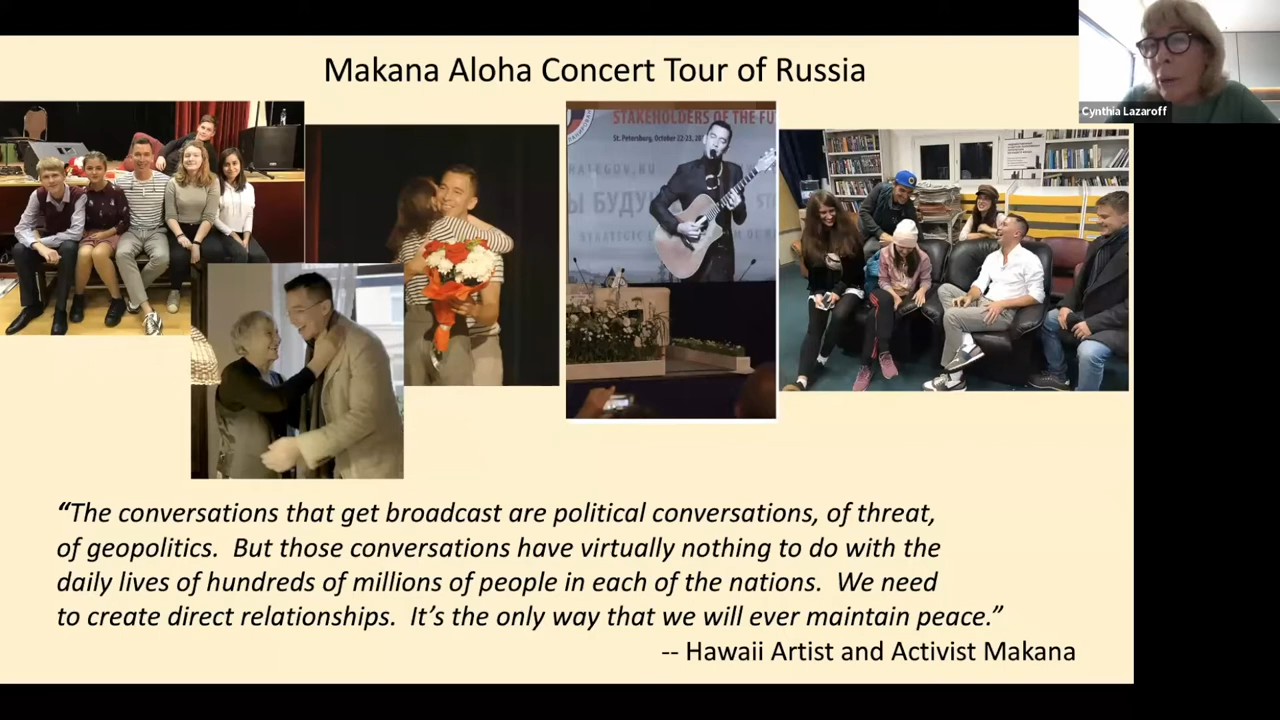 Makana Aloha Concert Tour of Russia
Cynthia Lazaroff
STAKEHOLDERS OF THE FU
St. Petersburg, October 22-23, 20
“The conversations that get broadcast are political conversations, of threat,
of geopolitics.  But those conversations have virtually nothing to do with the
daily lives of hundreds of millions of people in each of the nations.  We need
to create direct relationships.  It’s the only way that we will ever maintain peace.”
-- Hawaii Artist and Activist Makana